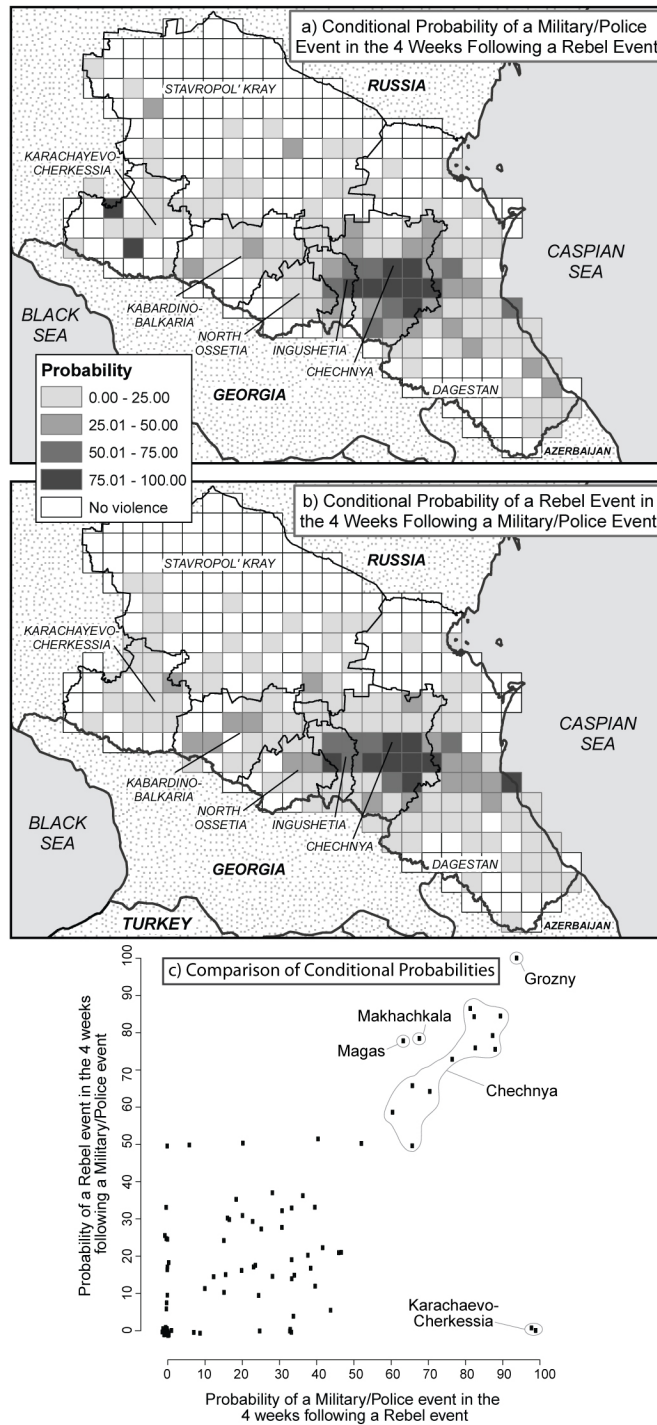 a) Conditional Probability of a Military/Police
Event in the 4 Weeks Following a Rebel Event
STAVROPOL' KRAY
RUSSIA
KARACHAYEVO-
CHERKESSIA
CASPIAN
SEA
BLACK
SEA
KABARDINO-
BALKARIA
NORTH
OSSETIA
INGUSHETIA
CHECHNYA
DAGESTAN
GEORGIA
AZERBAIJAN
Probability
0.00 - 25.00
25.01 - 50.00
50.01 - 75.00
75.01 - 100.00
No violence
b) Conditional Probability of a Rebel Event in
the 4 Weeks Following a Military/Police Event
STAVROPOL' KRAY
RUSSIA
KARACHAYEVO-
CHERKESSIA
CASPIAN
SEA
KABARDINO-
BALKARIA
NORTH
OSSETIA
INGUSHETIA
CHECHNYA
BLACK
SEA
GEORGIA
DAGESTAN
TURKEY
AZERBAIJAN
c) Comparison of Conditional Probabilities
Grozny
Makhachkala
Magas
Chechnya
Karachaevo-
Cherkessia
Probability of a Rebel event in the 4 weeks
following a Military/Police event
100
90
80
70
60
50
40
30
20
10
0
0 10 20 30 40 50 60 70 80 90 100
Probability of a Military/Police event in the
4 weeks following a Rebel event